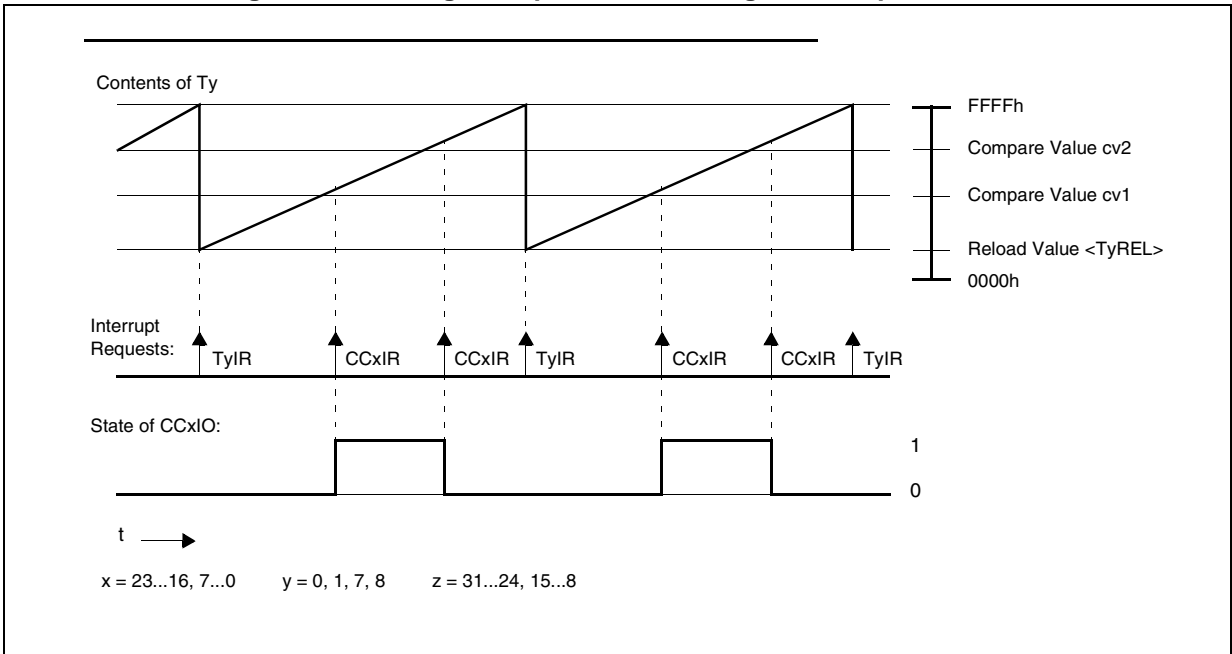 Contents of Ty
FFFFh
Compare Value cv2
Compare Value cv1
Reload Value <TyREL>
0000h
Interrupt
Requests:
TyIR
CCxIR
CCxIR
TyIR
CCxIR
CCxIR
TyIR
State of CCxIO:
1
0
t
x = 23...16, 7...0 y = 0, 1, 7, 8 z = 31...24, 15...8